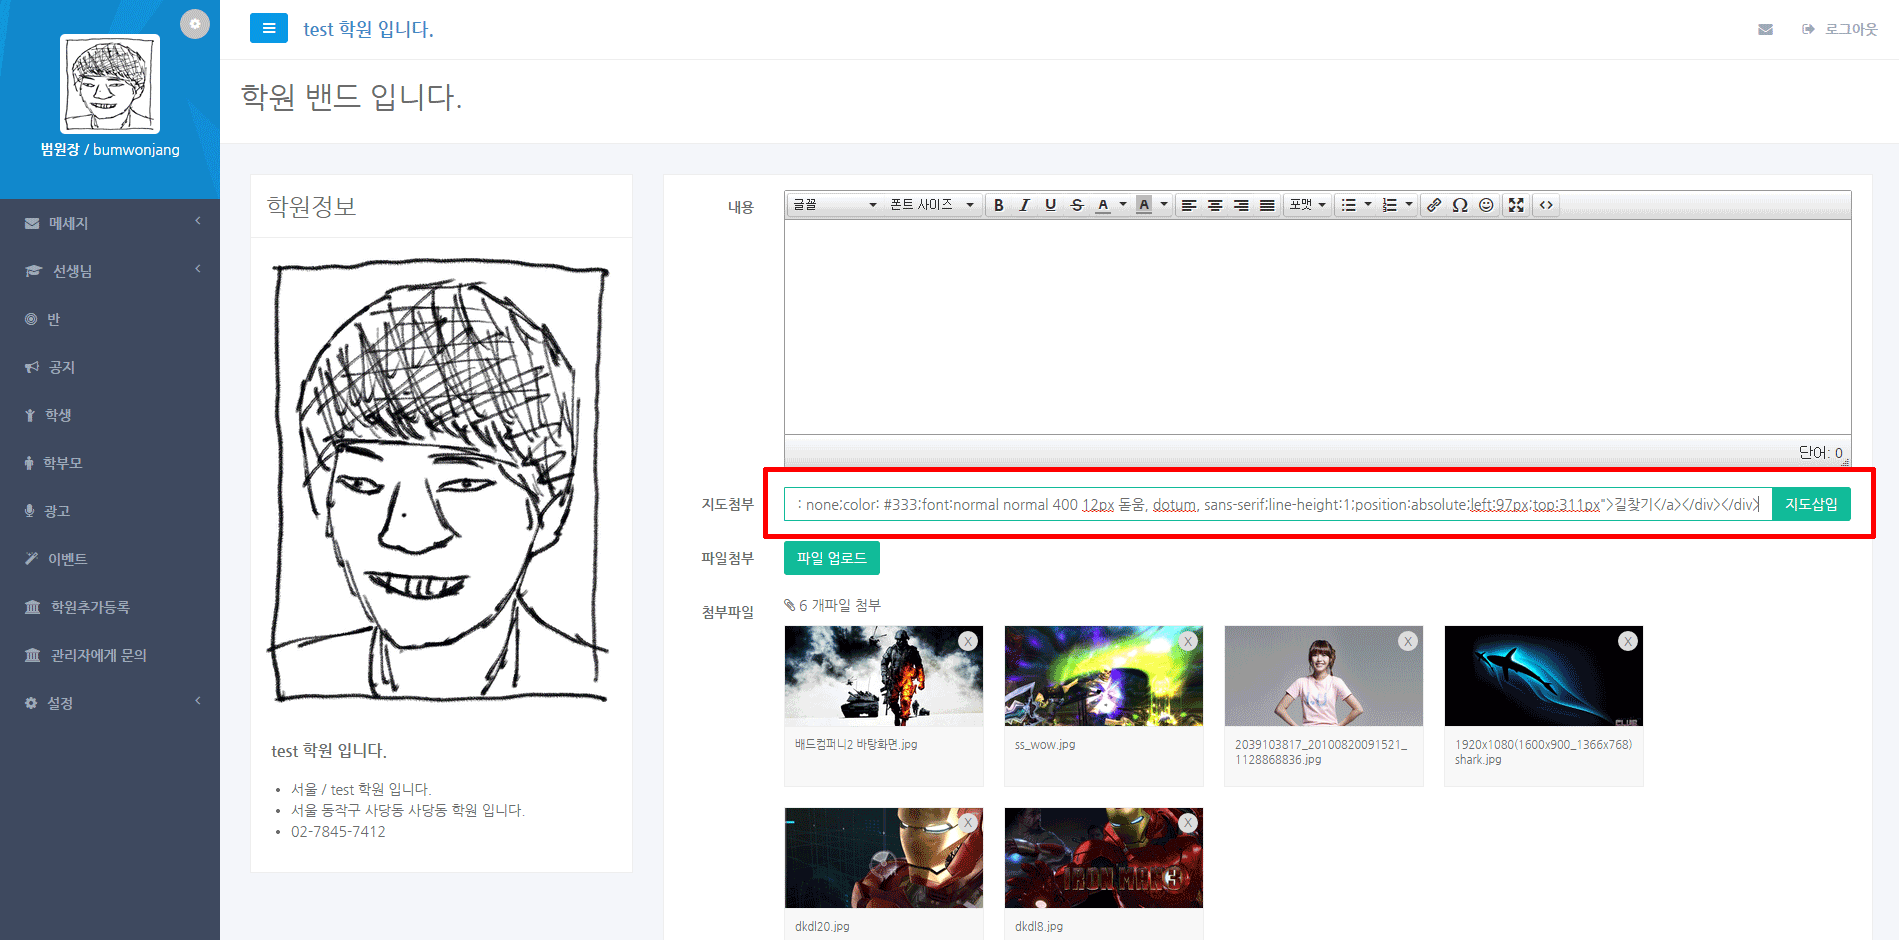 범원장 / bumwonjang
메세지
선생님
반
공지
학생
학부모
광고
이벤트
학원추가등록
관리자에게 문의
설정
test 학원 입니다.
로그아웃
학원 밴드 입니다.
학원정보
test 학원 입니다.
서울 / test 학원 입니다.
서울 동작구 사당동 사당동 학원 입니다.
02-7845-7412
내용
글꼴 폰트 사이즈 B I U S A A 포맷
단어: 0
지도첨부
: none;color: #333;font:normal normal 400 12px 돋움, dotum, sans-serif;line-height:1;position:absolute;left:97px;top:311px">길찾기</a></div></div>
지도삽입
파일첨부
파일 업로드
첨부파일
6 개파일 첨부
X X X X
배드컴퍼니2 바탕화면.jpg
ss_wow.jpg
2039103817_20100820091521_
1128868836.jpg
1920x1080(1600x900_1366x768)
shark.jpg
X X
IRON MAN 3
dkdl20.jpg
dkdl8.jpg